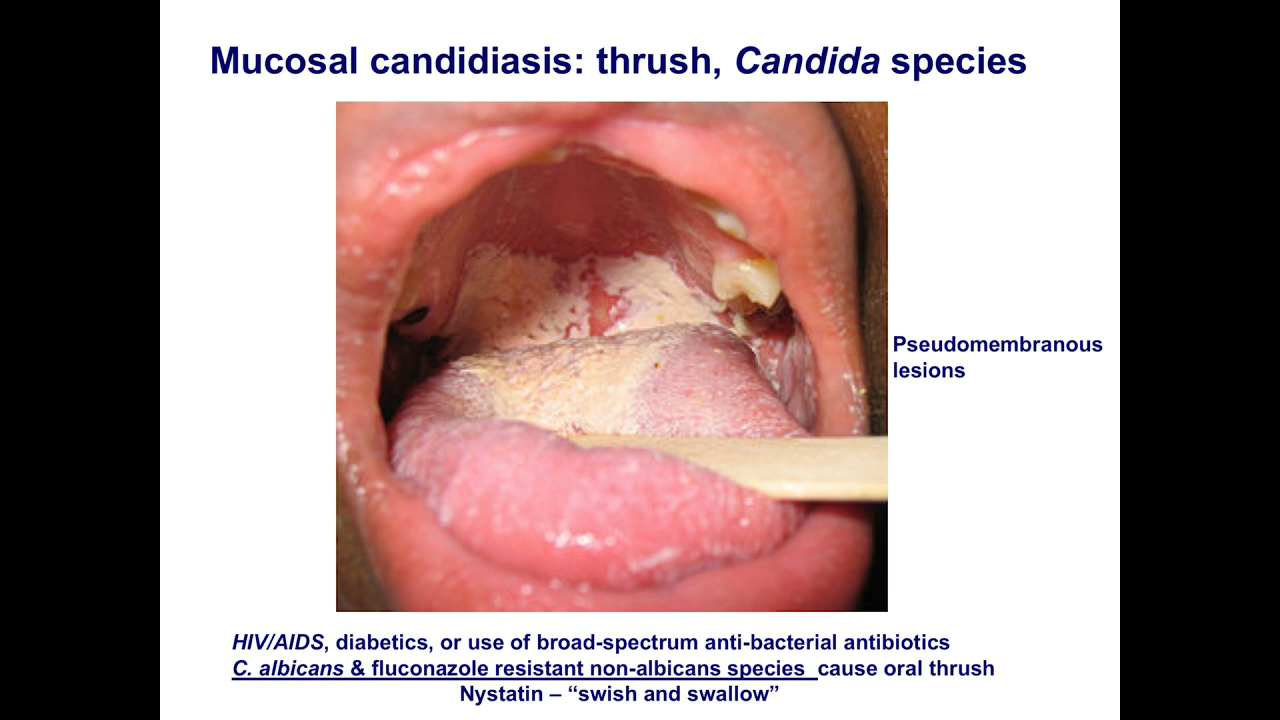 Mucosal candidiasis: thrush, Candida species
Pseudomembranous
lesions
HIV/AIDS, diabetics, or use of broad-spectrum anti-bacterial antibiotics
C. albicans & fluconazole resistant non-albicans species cause oral thrush
Nystatin – “swish and swallow”